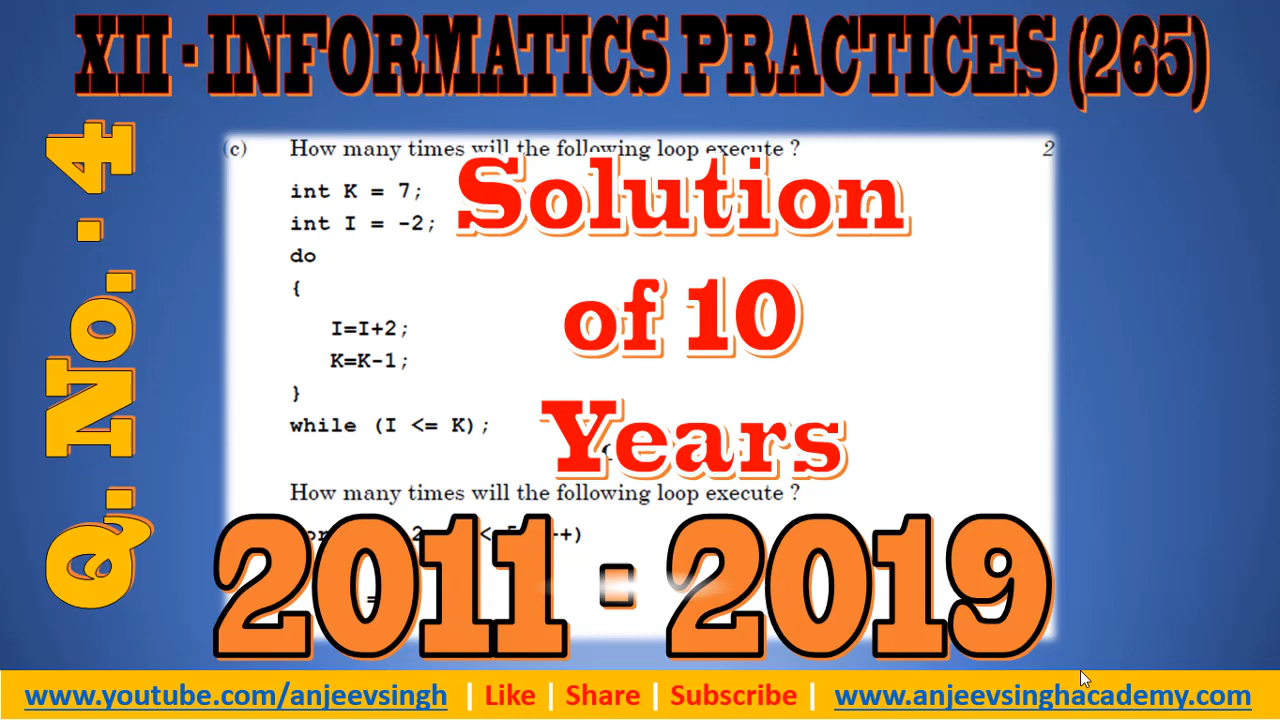 XII - INFORMATICS PRACTICES (265)
Q. No. - 4
(c) How many times will the following loop execute ? 2
int K = 7;
int I = -2;
do
{
I=I+2;
K=K-1;
}
while (I <= K);
Solution
of 10
Years
How many times will the following loop execute ?
2011 - 2019
www.youtube.com/anjeevsingh | Like | Share | Subscribe | www.anjeevsinghacademy.com